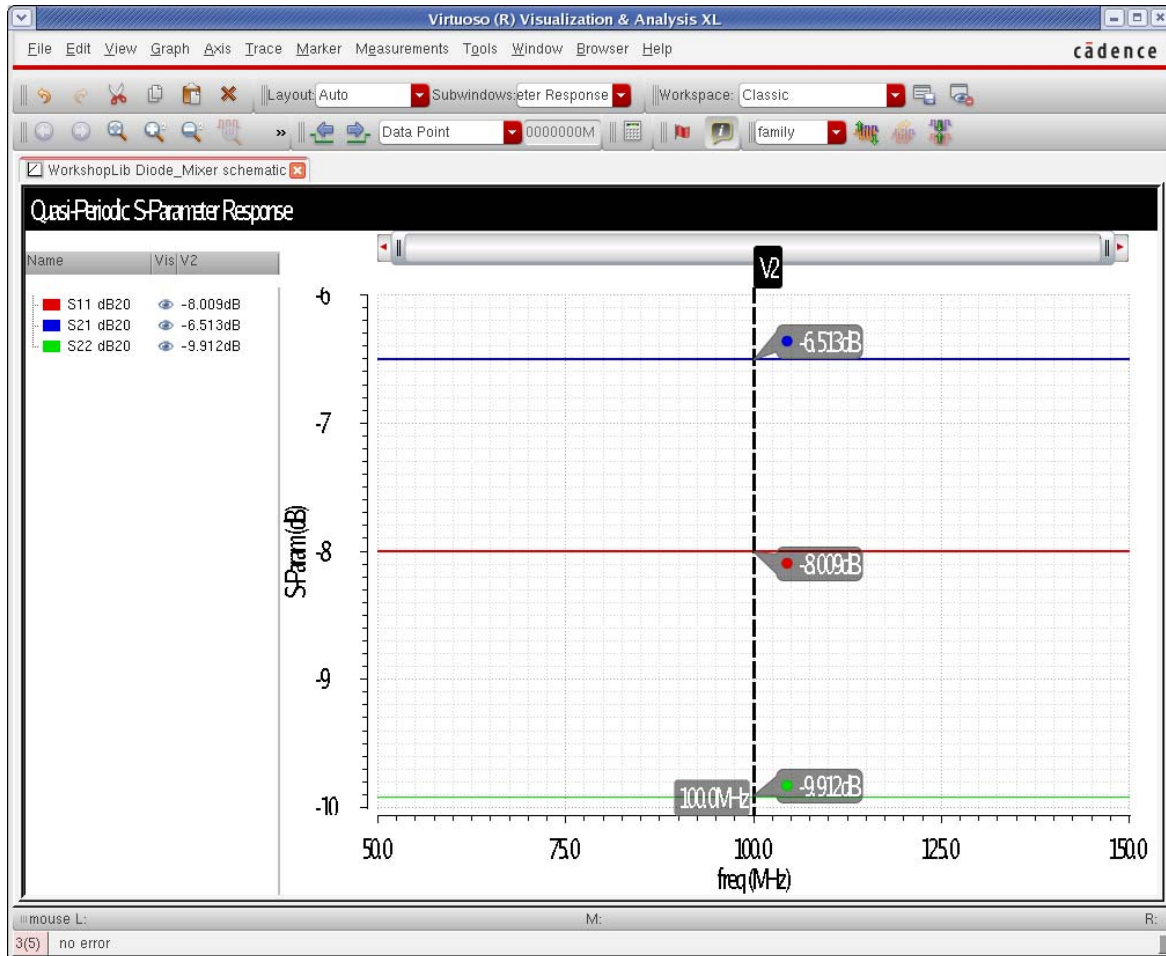 Virtuoso (R) Visualization & Analysis XL
File Edit View Graph Axis Trace Marker Measurements Tools Window Browser Help
cādence
Layout: Auto Subwindows: eter Response Workspace: Classic
» Data Point 0000000M family
WorkshopLib Diode_Mixer schematic
Quasi-Periodic S-Parameter Response
Name Vis V2
S11 dB20 -8.009dB
S21 dB20 -6.513dB
S22 dB20 -9.912dB
V2
-6
-6.513dB
-7
S-Param (dB)
-8
-8.009dB
-9
-9.912dB
100.0MHz
-10
50.0 75.0 100.0 125.0 150.0
freq (MHz)
mouse L: M: R:
3(5) no error